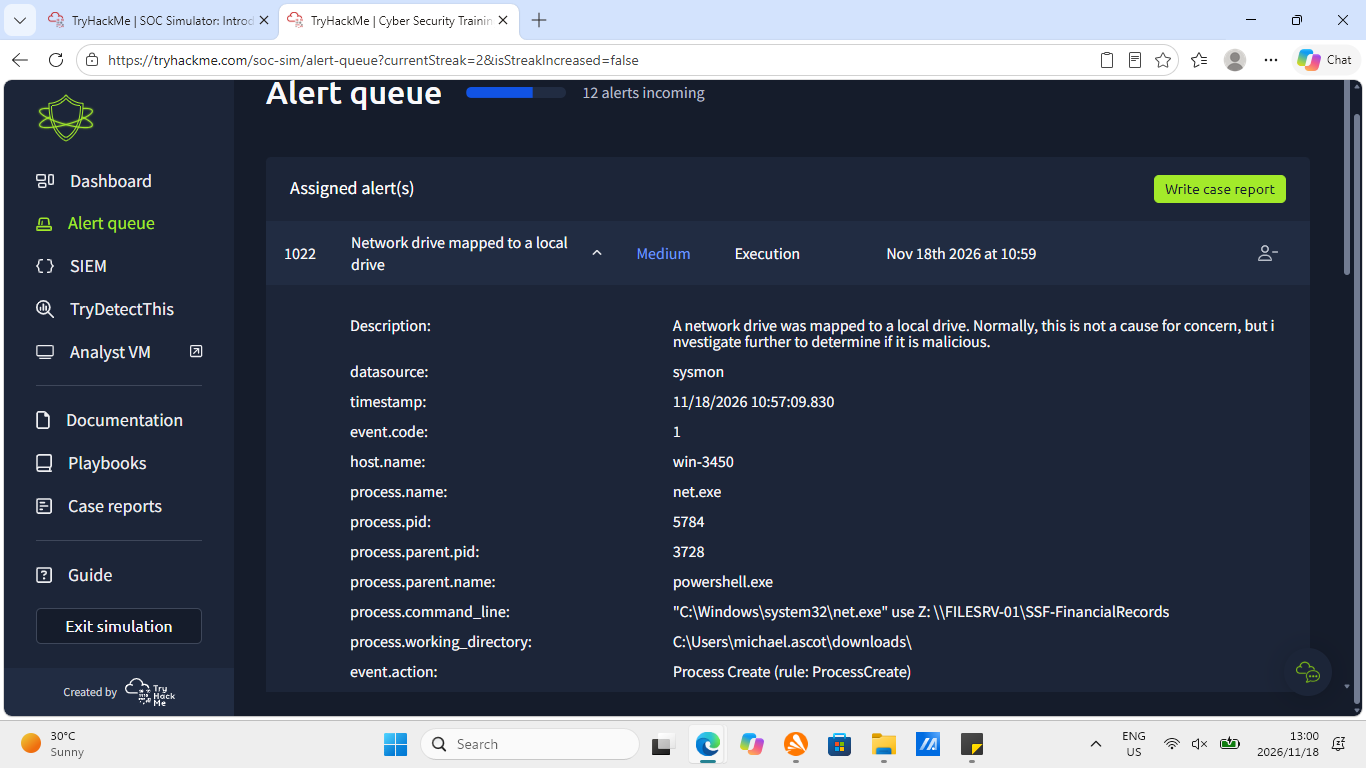 TryHackMe | SOC Simulator: Introd
TryHackMe | Cyber Security Trainin
https://tryhackme.com/soc-sim/alert-queue?currentStreak=2&isStreakIncreased=false
Chat
Alert queue
12 alerts incoming
Dashboard
Alert queue
SIEM
TryDetectThis
Analyst VM
Documentation
Playbooks
Case reports
Guide
Exit simulation
Created by
Try
Hack
Me
Assigned alert(s)
Write case report
1022
Network drive mapped to a local
drive
Medium
Execution
Nov 18th 2026 at 10:59
Description:
A network drive was mapped to a local drive. Normally, this is not a cause for concern, but i
nvestigate further to determine if it is malicious.
datasource:
sysmon
timestamp:
11/18/2026 10:57:09.830
event.code:
1
host.name:
win-3450
process.name:
net.exe
process.pid:
5784
process.parent.pid:
3728
process.parent.name:
powershell.exe
process.command_line:
"C:\Windows\system32\net.exe" use Z: \\FILESRV-01\SSF-FinancialRecords
process.working_directory:
C:\Users\michael.ascot\downloads\
event.action:
Process Create (rule: ProcessCreate)
30°C
Sunny
Search
ENG
US
13:00
2026/11/18